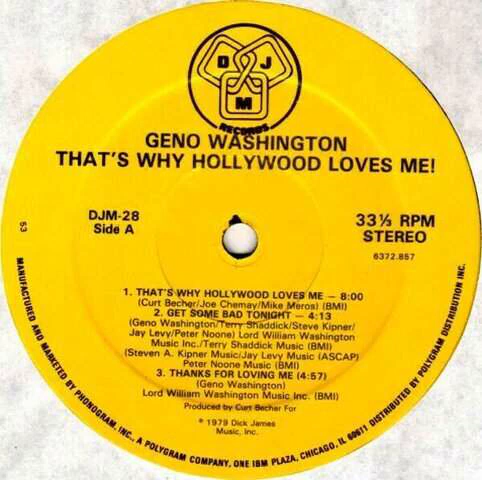 D J
M
RECORDS
GENO WASHINGTON
THAT'S WHY HOLLYWOOD LOVES ME!
DJM-28
Side A
33⅓ RPM
STEREO
6372.857
53
1. THAT'S WHY HOLLYWOOD LOVES ME — 8:00
(Curt Becher/Joe Chemay/Mike Meros) (BMI)
2. GET SOME BAD TONIGHT — 4:13
(Geno Washington/Terry Shaddick/Steve Kipner/
Jay Levy/Peter Noone) Lord William Washington
Music Inc./Terry Shaddick Music (BMI)
(Steven A. Kipner Music/Jay Levy Music (ASCAP)
Peter Noone Music (BMI)
3. THANKS FOR LOVING ME (4:57)
(Geno Washington)
Lord William Washington Music Inc. (BMI)
Produced by Curt Becher For
℗ 1979 Dick James
Music, Inc.
MANUFACTURED AND MARKETED BY PHONOGRAM, INC., A POLYGRAM COMPANY, ONE IBM PLAZA, CHICAGO, IL 60611 DISTRIBUTED BY POLYGRAM DISTRIBUTION INC.